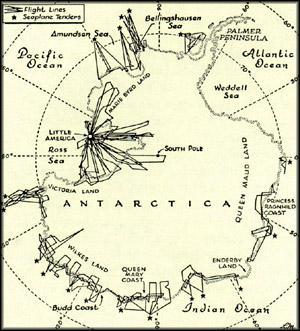 Flight Lines
Seaplane Tenders
0°
Bellingshausen
Sea
Amundsen Sea
PALMER
PENINSULA
Pacific
Ocean
Atlantic
Ocean
Weddell
Sea
MARIE BYRD LAND
LITTLE
AMERICA
Ross
Sea
SOUTH POLE
VICTORIA LAND
QUEEN MAUD LAND
ANTARCTICA
PRINCESS
RAGNHILD
COAST
WILKES LAND
ENDERBY
LAND
QUEEN
MARY
COAST
Budd Coast
Indian Ocean